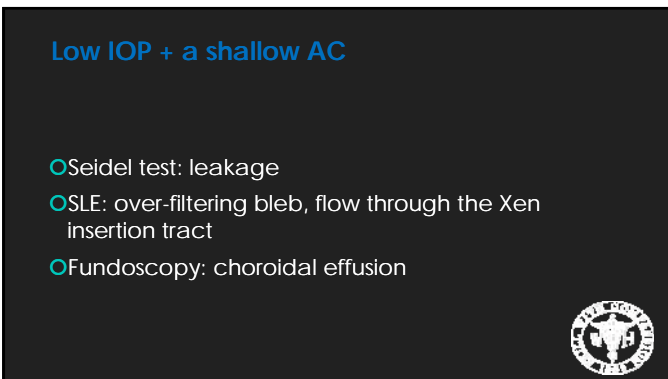 Low IOP + a shallow AC
Seidel test: leakage
SLE: over-filtering bleb, flow through the Xen
insertion tract
Fundoscopy: choroidal effusion